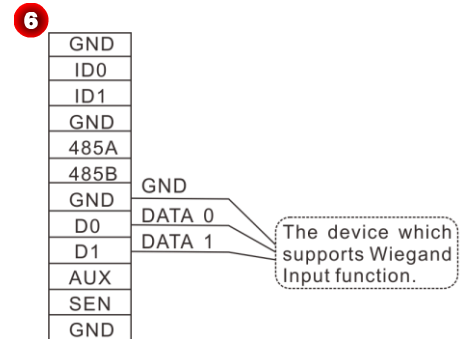 6
GND
ID0
ID1
GND
485A
485B
GND
GND
D0
DATA 0
D1
DATA 1
AUX
SEN
GND
The device which
supports Wiegand
Input function.